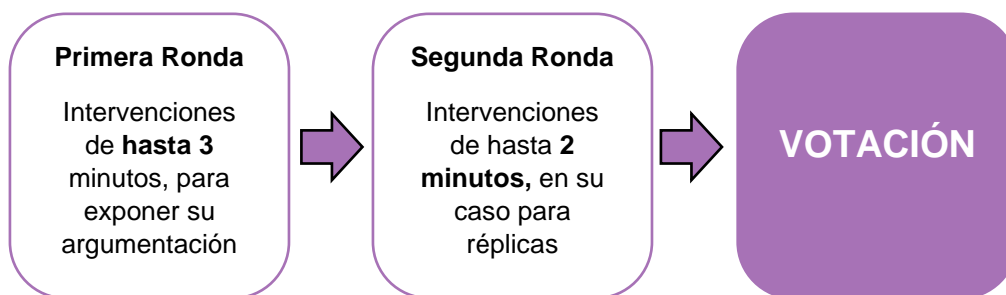 Primera Ronda
Intervenciones
de hasta 3
minutos, para
exponer su
argumentación
Segunda Ronda
Intervenciones
de hasta 2
minutos, en su
caso para
réplicas
VOTACIÓN